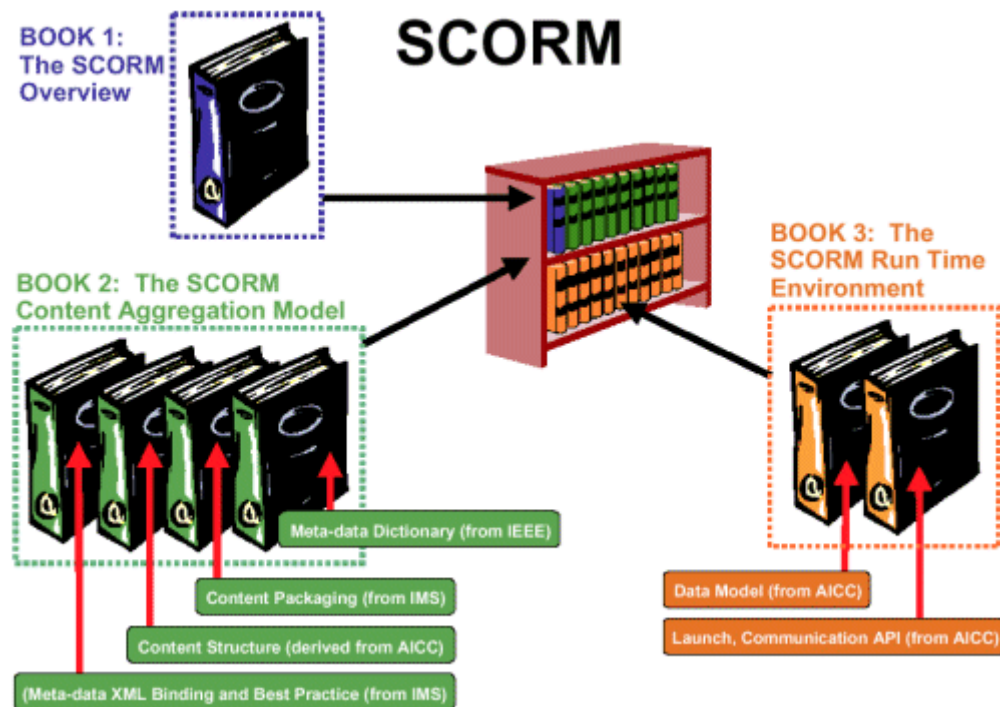 SCORM
BOOK 1:
The SCORM
Overview
BOOK 2: The SCORM
Content Aggregation Model
BOOK 3: The
SCORM Run Time
Environment
Meta-data Dictionary (from IEEE)
Content Packaging (from IMS)
Content Structure (derived from AICC)
(Meta-data XML Binding and Best Practice (from IMS)
Data Model (from AICC)
Launch, Communication API (from AICC)